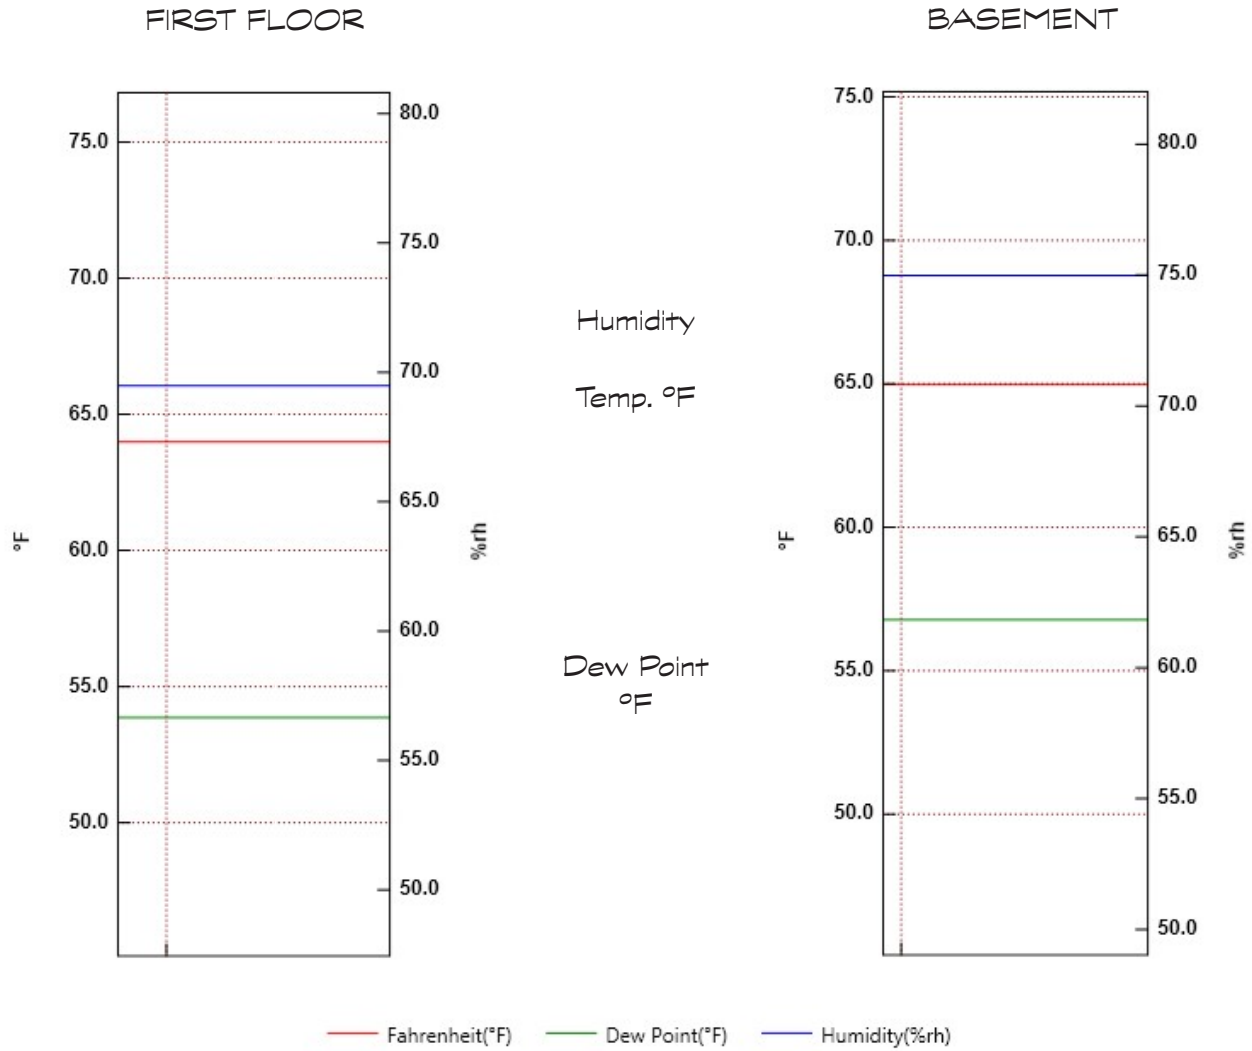 FIRST FLOOR
BASEMENT
75.0
70.0
65.0
60.0
55.0
50.0
°F
80.0
75.0
70.0
65.0
60.0
55.0
50.0
%rh
Humidity
Temp. °F
Dew Point
°F
75.0
70.0
65.0
60.0
55.0
50.0
°F
80.0
75.0
70.0
65.0
60.0
55.0
50.0
%rh
Fahrenheit(°F)
Dew Point(°F)
Humidity(%rh)